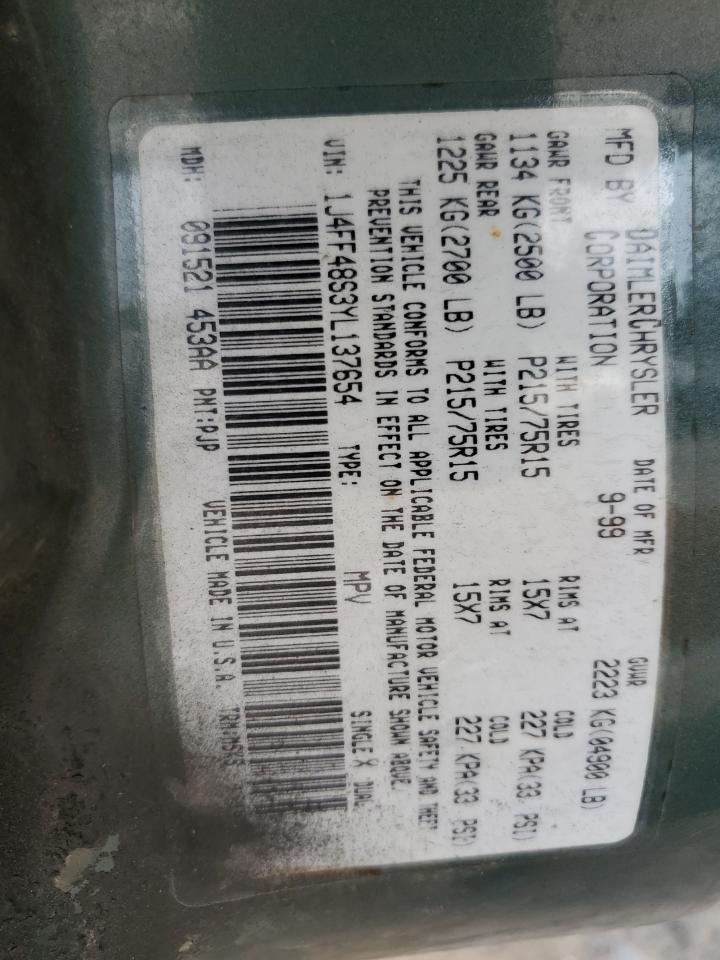 MFD BY DAIMLERCHRYSLER CORPORATION DATE OF MFR 9-99 GVWR 2223 KG(04900 LB)
GAWR FRONT WITH TIRES RIMS AT COLD
1134 KG(2500 LB) P215/75R15 15X7 227 KPA(33 PSI)
GAWR REAR WITH TIRES RIMS AT COLD
1225 KG(2700 LB) P215/75R15 15X7 227 KPA(33 PSI)
THIS VEHICLE CONFORMS TO ALL APPLICABLE FEDERAL MOTOR VEHICLE SAFETY AND THEFT
PREVENTION STANDARDS IN EFFECT ON THE DATE OF MANUFACTURE SHOWN ABOVE.
VIN: 1J4FF48S3YL137654 TYPE: MPV SINGLE X DUAL
MDH: 091521 453AA PNT:PJP VEHICLE MADE IN U.S.A. TRM: